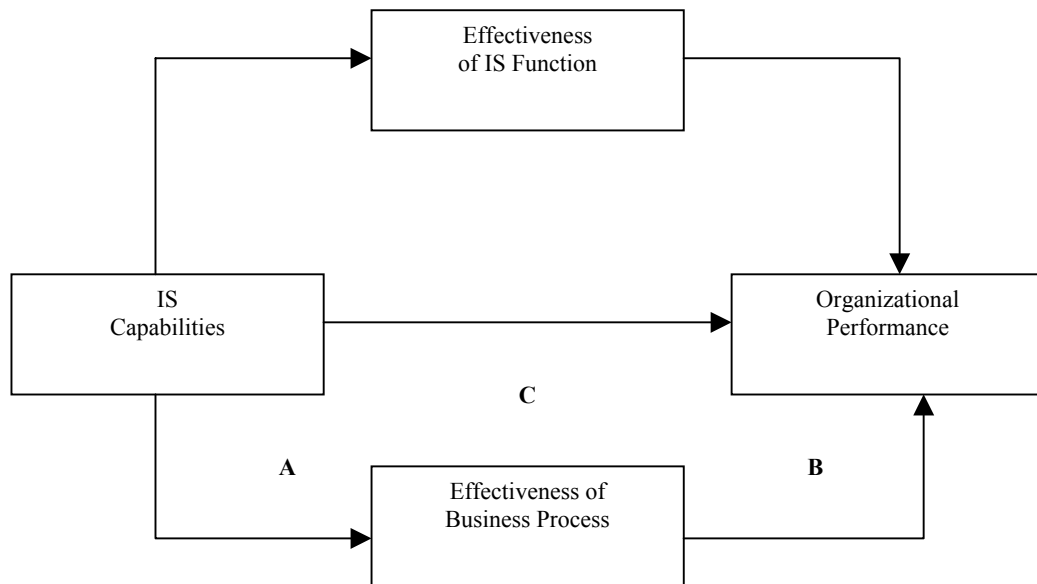 Effectiveness
of IS Function
IS
Capabilities
Organizational
Performance
C
A
B
Effectiveness of
Business Process